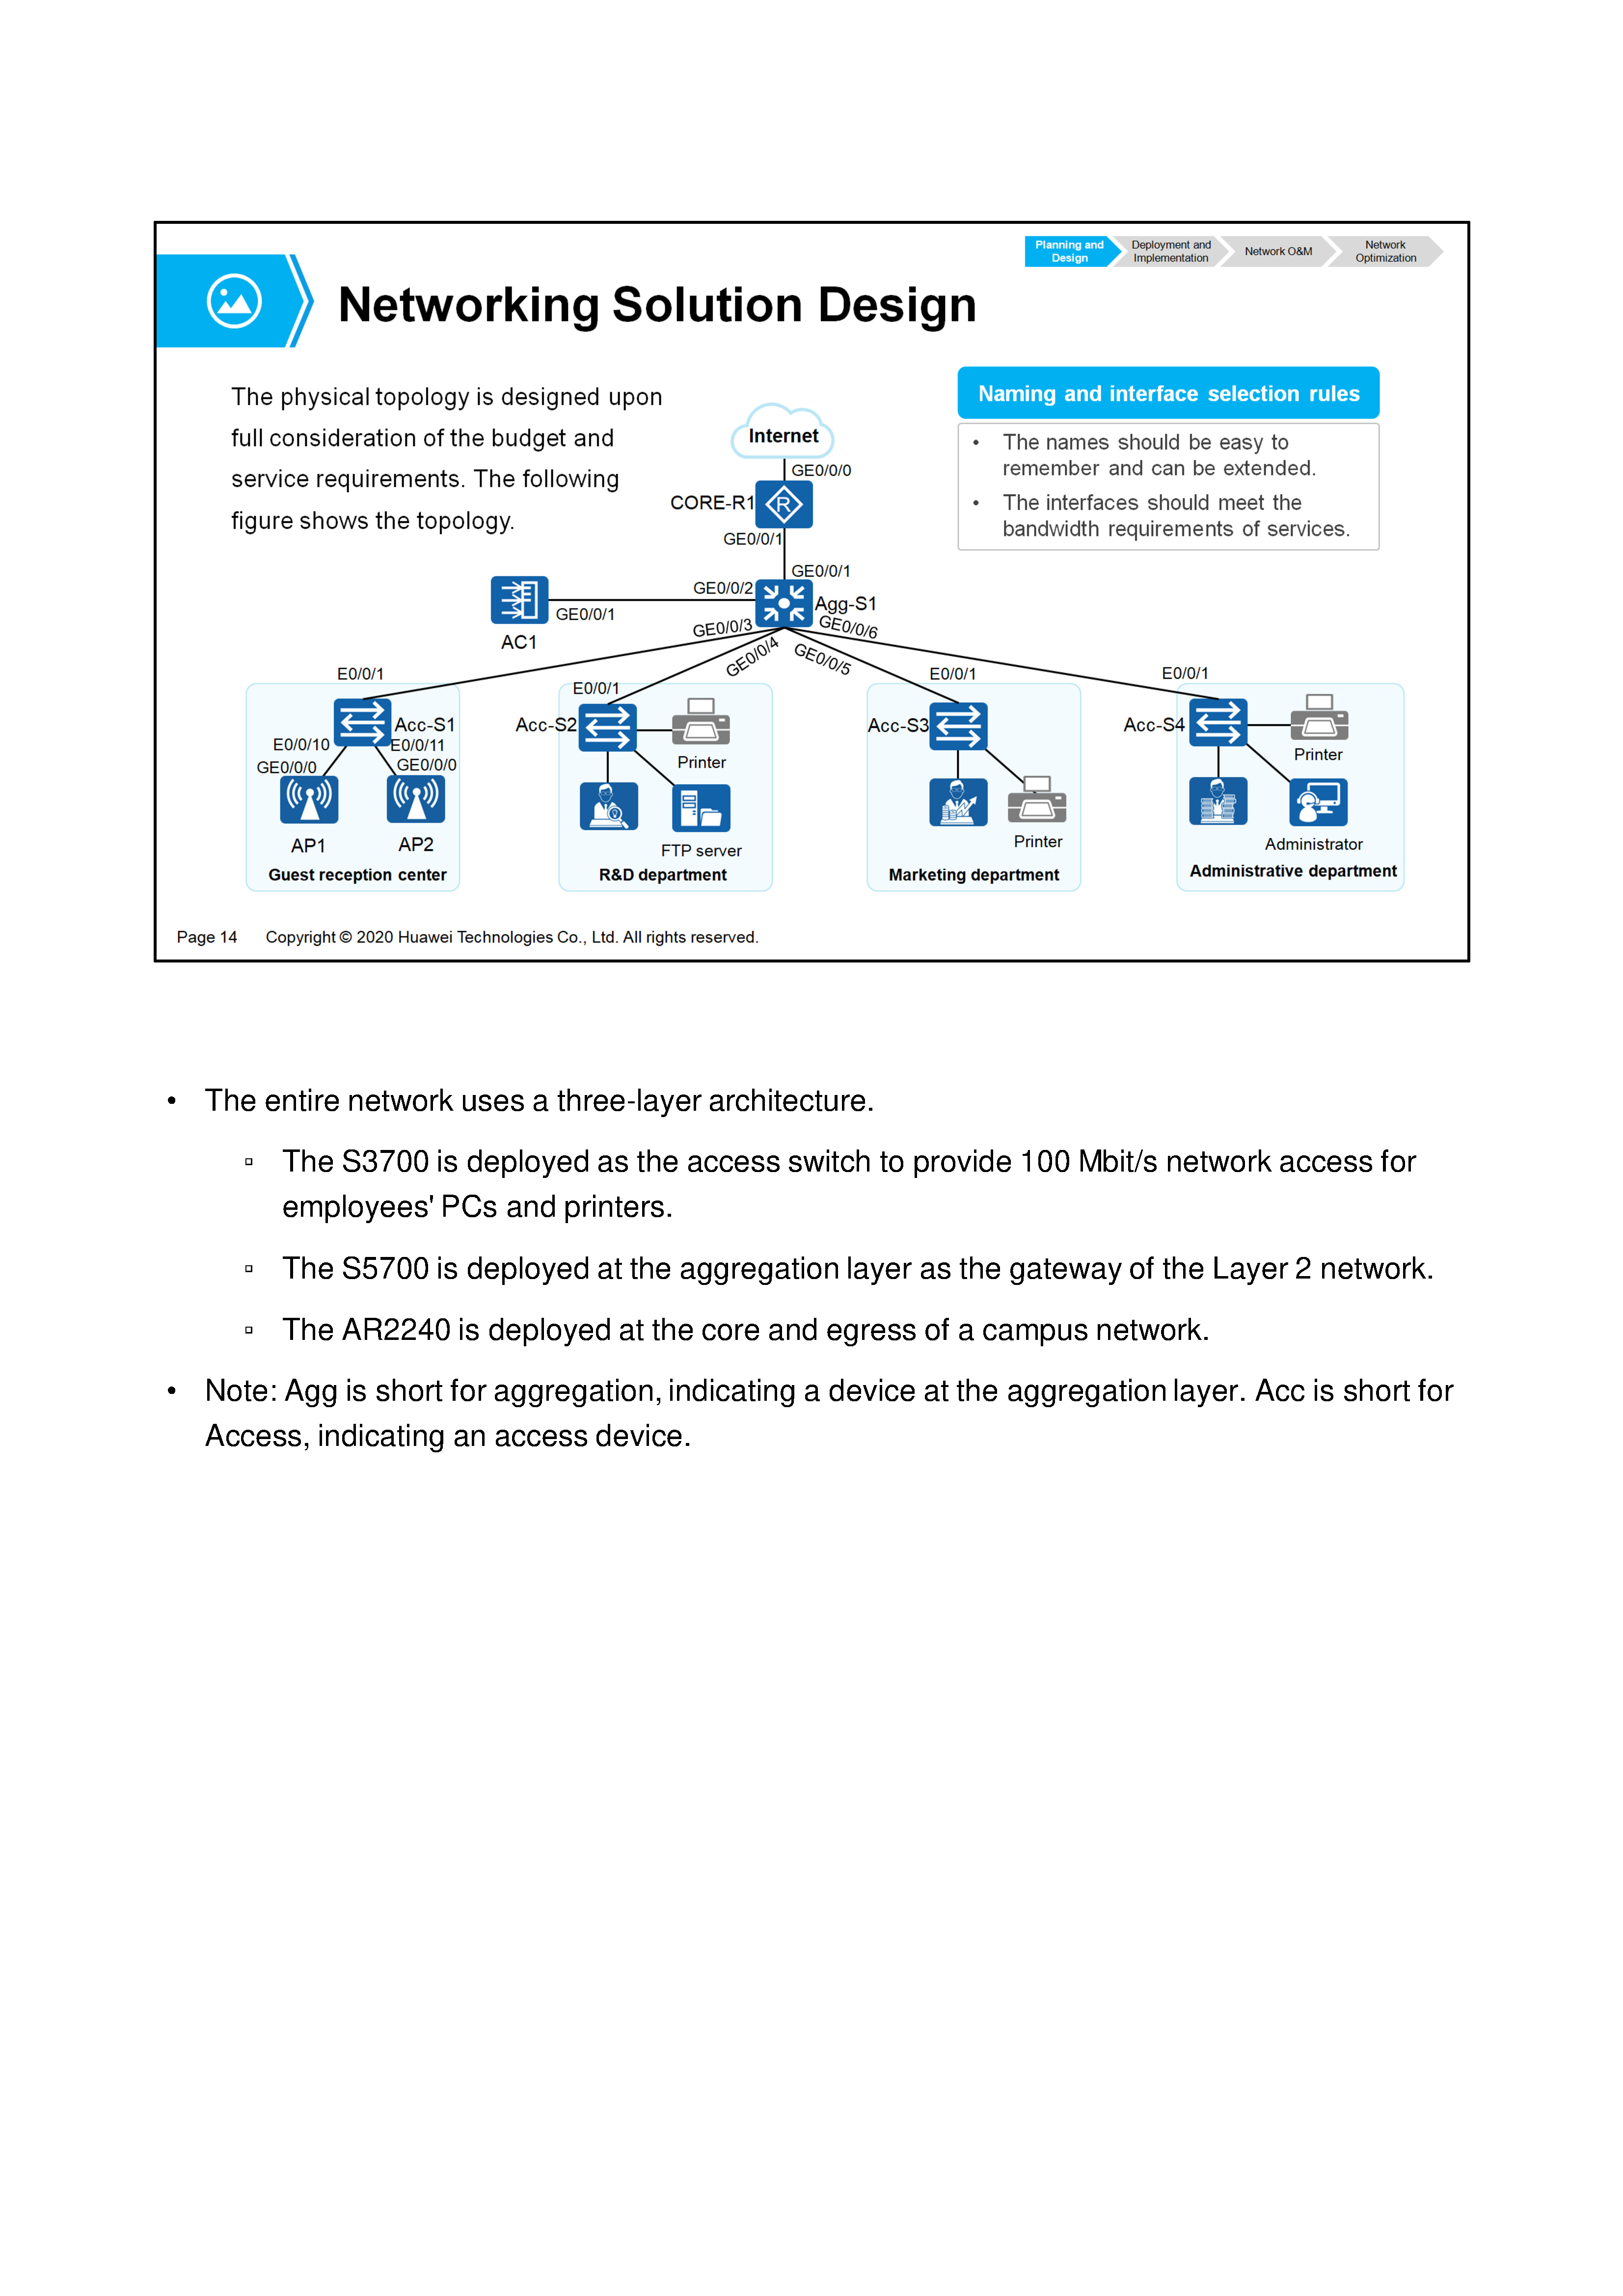 Planning and
Design
Deployment and
Implementation
Network O&M
Network
Optimization
Networking Solution Design
The physical topology is designed upon
full consideration of the budget and
service requirements. The following
figure shows the topology.
Naming and interface selection rules
• The names should be easy to
remember and can be extended.
• The interfaces should meet the
bandwidth requirements of services.
Internet
GE0/0/0
CORE-R1
R
GE0/0/1
GE0/0/1
GE0/0/2
Agg-S1
GE0/0/1
AC1
GE0/0/3
GE0/0/4
GE0/0/5
GE0/0/6
E0/0/1
Acc-S1
E0/0/10
E0/0/11
GE0/0/0
GE0/0/0
AP1
AP2
Guest reception center
E0/0/1
Acc-S2
Printer
FTP server
R&D department
E0/0/1
Acc-S3
Printer
Marketing department
E0/0/1
Acc-S4
Printer
Administrator
Administrative department
Page 14
Copyright © 2020 Huawei Technologies Co., Ltd. All rights reserved.
• The entire network uses a three-layer architecture.
▫ The S3700 is deployed as the access switch to provide 100 Mbit/s network access for
employees' PCs and printers.
▫ The S5700 is deployed at the aggregation layer as the gateway of the Layer 2 network.
▫ The AR2240 is deployed at the core and egress of a campus network.
• Note: Agg is short for aggregation, indicating a device at the aggregation layer. Acc is short for
Access, indicating an access device.